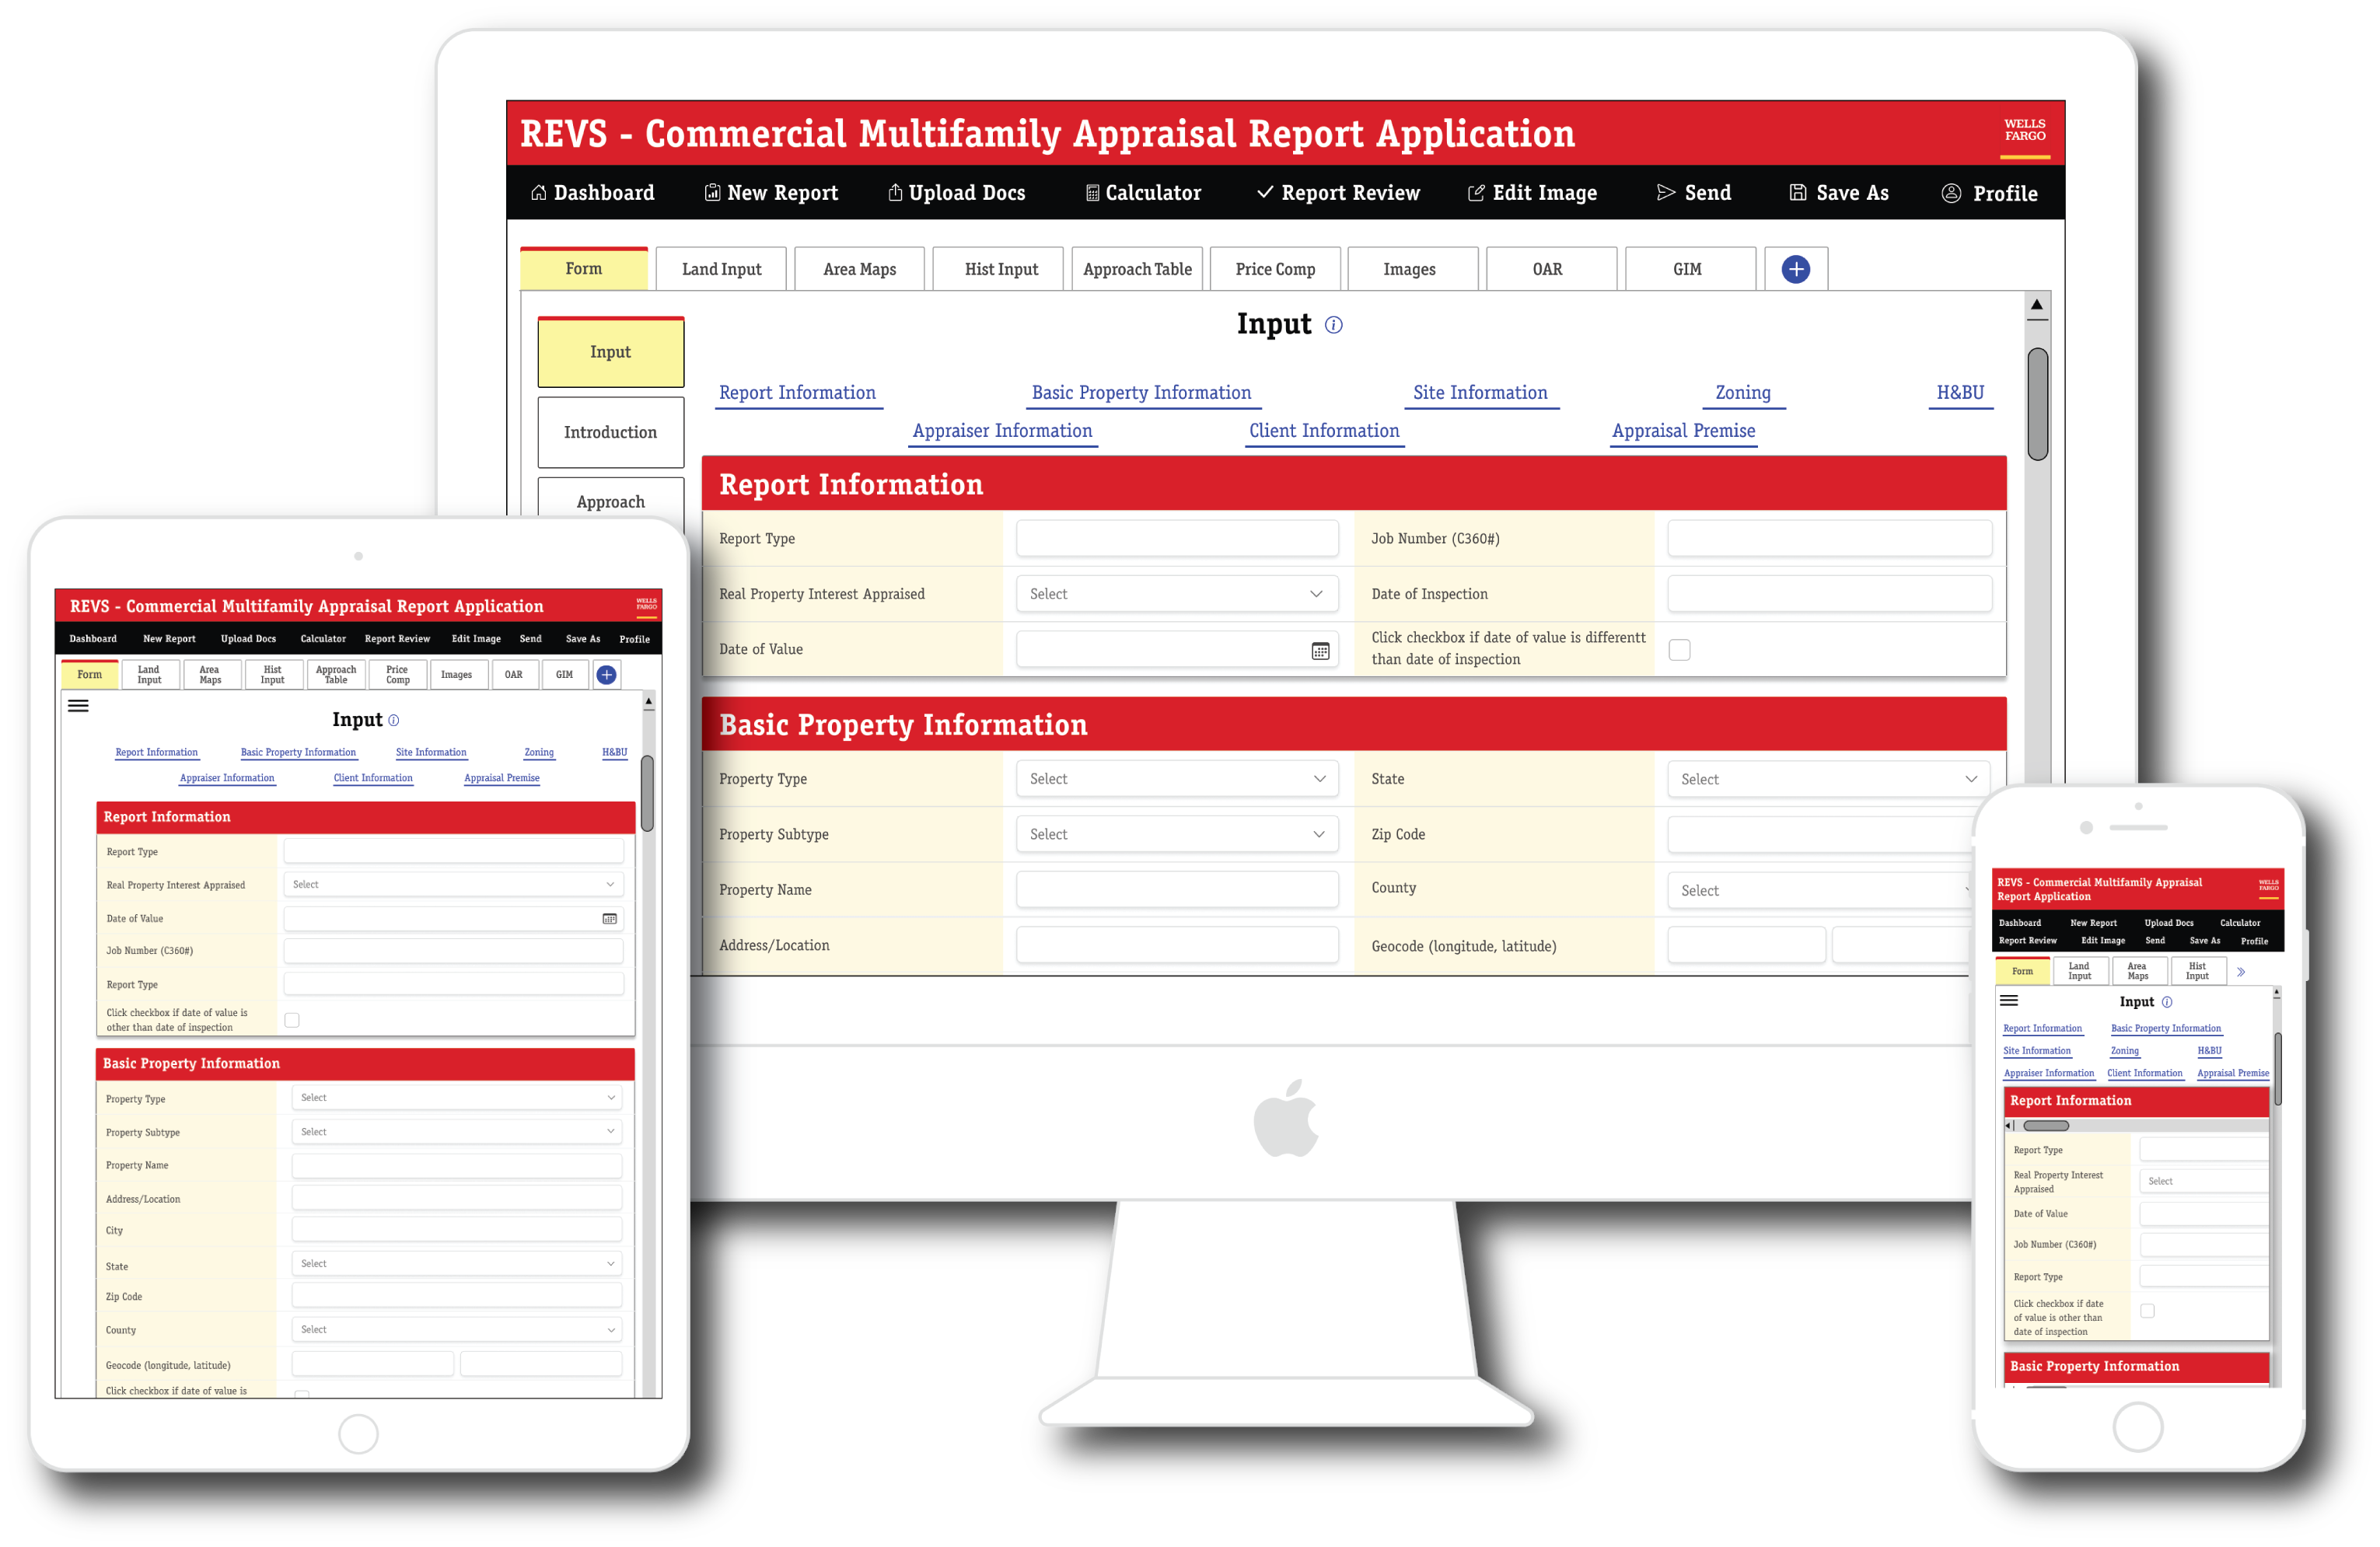 REVS - Commercial Multifamily Appraisal Report Application
WELLS
FARGO
Dashboard New Report Upload Docs Calculator Report Review Edit Image Send Save As Profile
Form Land Input Area Maps Hist Input Approach Table Price Comp Images OAR GIM
Input
Introduction
Approach
Input
Report Information Basic Property Information Site Information Zoning H&BU
Appraiser Information Client Information Appraisal Premise
Report Information
Report Type Job Number (C360#)
Real Property Interest Appraised Select Date of Inspection
Date of Value Click checkbox if date of value is differentt
than date of inspection
Basic Property Information
Property Type Select State Select
Property Subtype Select Zip Code
Property Name County Select
Address/Location Geocode (longitude, latitude)
REVS - Commercial Multifamily Appraisal Report Application
WELLS
FARGO
Dashboard New Report Upload Docs Calculator Report Review Edit Image Send Save As Profile
Form Land Area Hist Approach Price Images OAR GIM
Input Maps Input Table Comp
Input
Report Information Basic Property Information Site Information Zoning H&BU
Appraiser Information Client Information Appraisal Premise
Report Information
Report Type
Real Property Interest Appraised Select
Date of Value
Job Number (C360#)
Report Type
Click checkbox if date of value is
other than date of inspection
Basic Property Information
Property Type Select
Property Subtype Select
Property Name
Address/Location
City
State Select
Zip Code
County Select
Geocode (longitude, latitude)
Click checkbox if date of value is
REVS - Commercial Multifamily Appraisal
Report Application
WELLS
FARGO
Dashboard New Report Upload Docs Calculator
Report Review Edit Image Send Save As Profile
Form Land Area Hist
Input Maps Input
Input
Report Information Basic Property Information
Site Information Zoning H&BU
Appraiser Information Client Information Appraisal Premise
Report Information
Report Type
Real Property Interest
Appraised Select
Date of Value
Job Number (C360#)
Report Type
Click checkbox if date
of value is other than
date of inspection
Basic Property Information